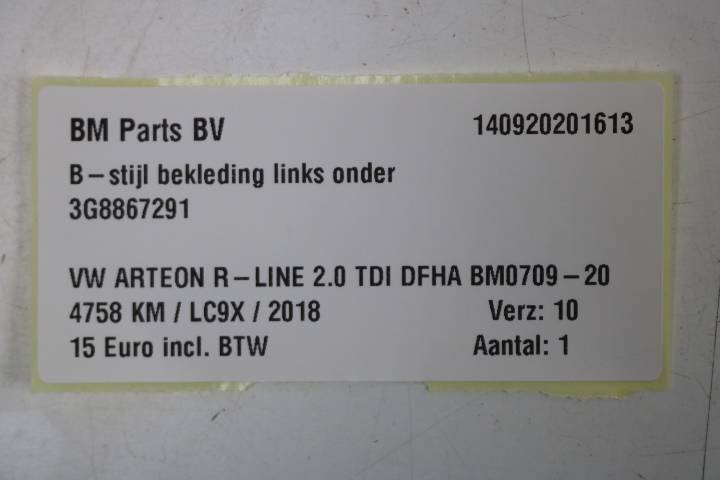 BM Parts BV 140920201613
B-stijl bekleding links onder
3G8867291
VW ARTEON R-LINE 2.0 TDI DFHA BM0709-20
4758 KM / LC9X / 2018 Verz: 10
15 Euro incl. BTW Aantal: 1